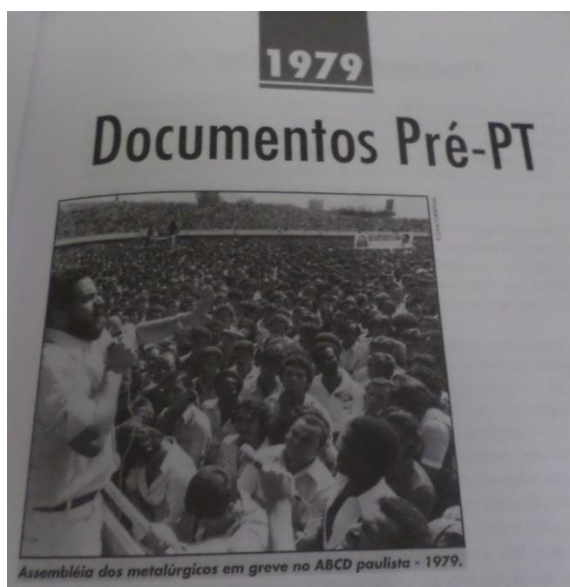 1979
Documentos Pré-PT
Assembléia dos metalúrgicos em greve no ABCD paulista - 1979.